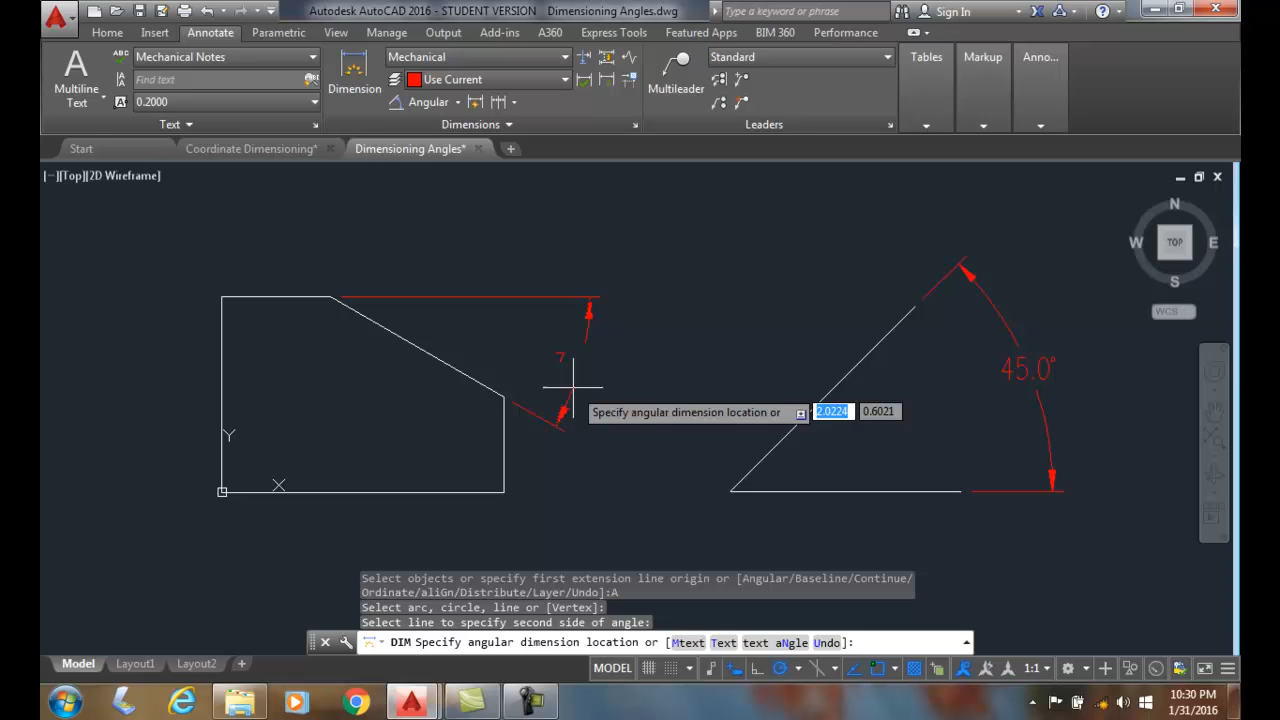 Autodesk AutoCAD 2016 - STUDENT VERSION Dimensioning Angles.dwg
Type a keyword or phrase
Sign In
Home Insert Annotate Parametric View Manage Output Add-ins A360 Express Tools Featured Apps BIM 360 Performance
Mechanical Notes
Mechanical
Standard
Find text
Use Current
Multiline
Text
Dimension
Multileader
Tables
Markup
Anno...
0.2000
Angular
Text
Dimensions
Leaders
Start
Coordinate Dimensioning*
Dimensioning Angles*
[−][Top][2D Wireframe]
N
W
TOP
E
S
WCS
7
45.0°
Specify angular dimension location or
2.0224
0.6021
Y
X
Select objects or specify first extension line origin or [Angular/Baseline/Continue/
Ordinate/aliGn/Distribute/Layer/Undo]:A
Select arc, circle, line or [Vertex]:
Select line to specify second side of angle:
DIM Specify angular dimension location or [Mtext Text text aNgle Undo]:
Model Layout1 Layout2
MODEL
1:1
10:30 PM
1/31/2016